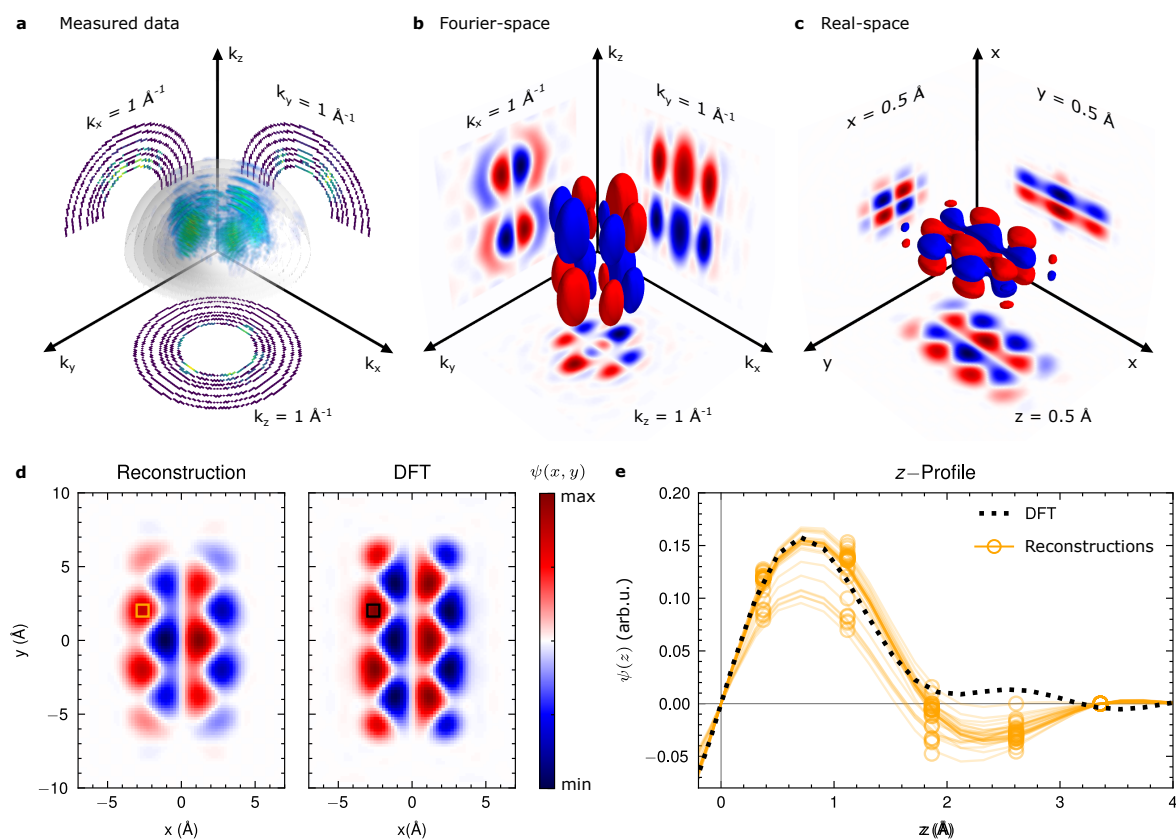 a Measured data
k_z
k_x = 1 Å⁻¹
k_y = 1 Å⁻¹
k_y
k_x
k_z = 1 Å⁻¹
b Fourier-space
k_z
k_x = 1 Å⁻¹
k_y = 1 Å⁻¹
k_y
k_x
k_z = 1 Å⁻¹
c Real-space
x
x = 0.5 Å
y = 0.5 Å
y
x
z = 0.5 Å
d
Reconstruction
DFT
ψ(x, y)
max
min
y (Å)
10
5
0
−5
−10
−5 0 5
x (Å)
−5 0 5
x(Å)
e
z−Profile
DFT
Reconstructions
ψ(z) (arb.u.)
0.20
0.15
0.10
0.05
0.00
−0.05
0 1 2 3 4
z (Å)